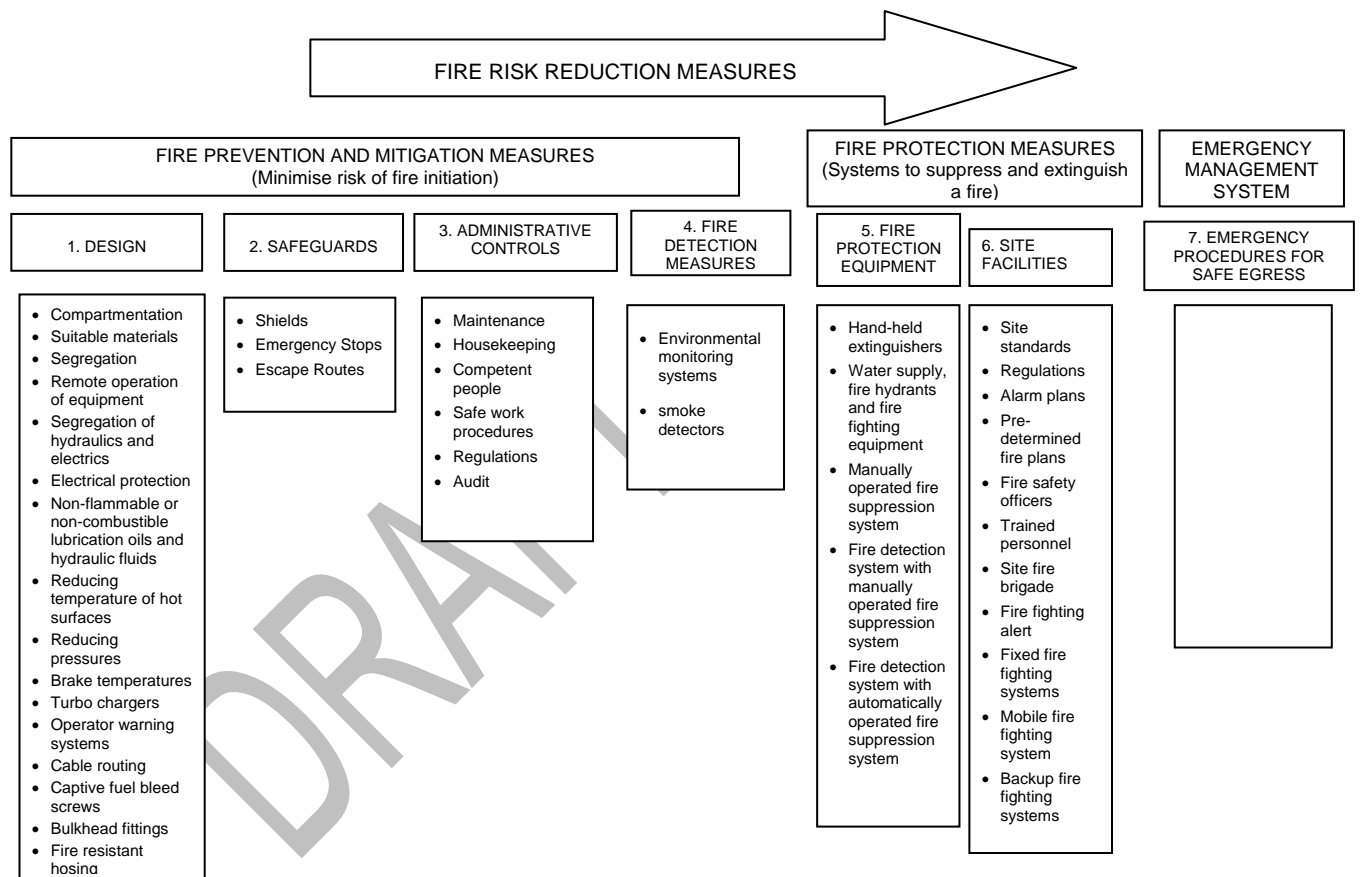 FIRE RISK REDUCTION MEASURES
FIRE PREVENTION AND MITIGATION MEASURES
(Minimise risk of fire initiation)
FIRE PROTECTION MEASURES
(Systems to suppress and extinguish
a fire)
EMERGENCY
MANAGEMENT
SYSTEM
1. DESIGN
2. SAFEGUARDS
3. ADMINISTRATIVE
CONTROLS
4. FIRE
DETECTION
MEASURES
5. FIRE
PROTECTION
EQUIPMENT
6. SITE
FACILITIES
7. EMERGENCY
PROCEDURES FOR
SAFE EGRESS
• Compartmentation
• Suitable materials
• Segregation
• Remote operation
of equipment
• Segregation of
hydraulics and
electrics
• Electrical protection
• Non-flammable or
non-combustible
lubrication oils and
hydraulic fluids
• Reducing
temperature of hot
surfaces
• Reducing
pressures
• Brake temperatures
• Turbo chargers
• Operator warning
systems
• Cable routing
• Captive fuel bleed
screws
• Bulkhead fittings
• Fire resistant
hosing
• Shields
• Emergency Stops
• Escape Routes
• Maintenance
• Housekeeping
• Competent
people
• Safe work
procedures
• Regulations
• Audit
• Environmental
monitoring
systems
• smoke
detectors
• Hand-held
extinguishers
• Water supply,
fire hydrants
and fire
fighting
equipment
• Manually
operated fire
suppression
system
• Fire detection
system with
manually
operated fire
suppression
system
• Fire detection
system with
automatically
operated fire
suppression
system
• Site
standards
• Regulations
• Alarm plans
• Pre-
determined
fire plans
• Fire safety
officers
• Trained
personnel
• Site fire
brigade
• Fire fighting
alert
• Fixed fire
fighting
systems
• Mobile fire
fighting
system
• Backup fire
fighting
systems
DRAFT